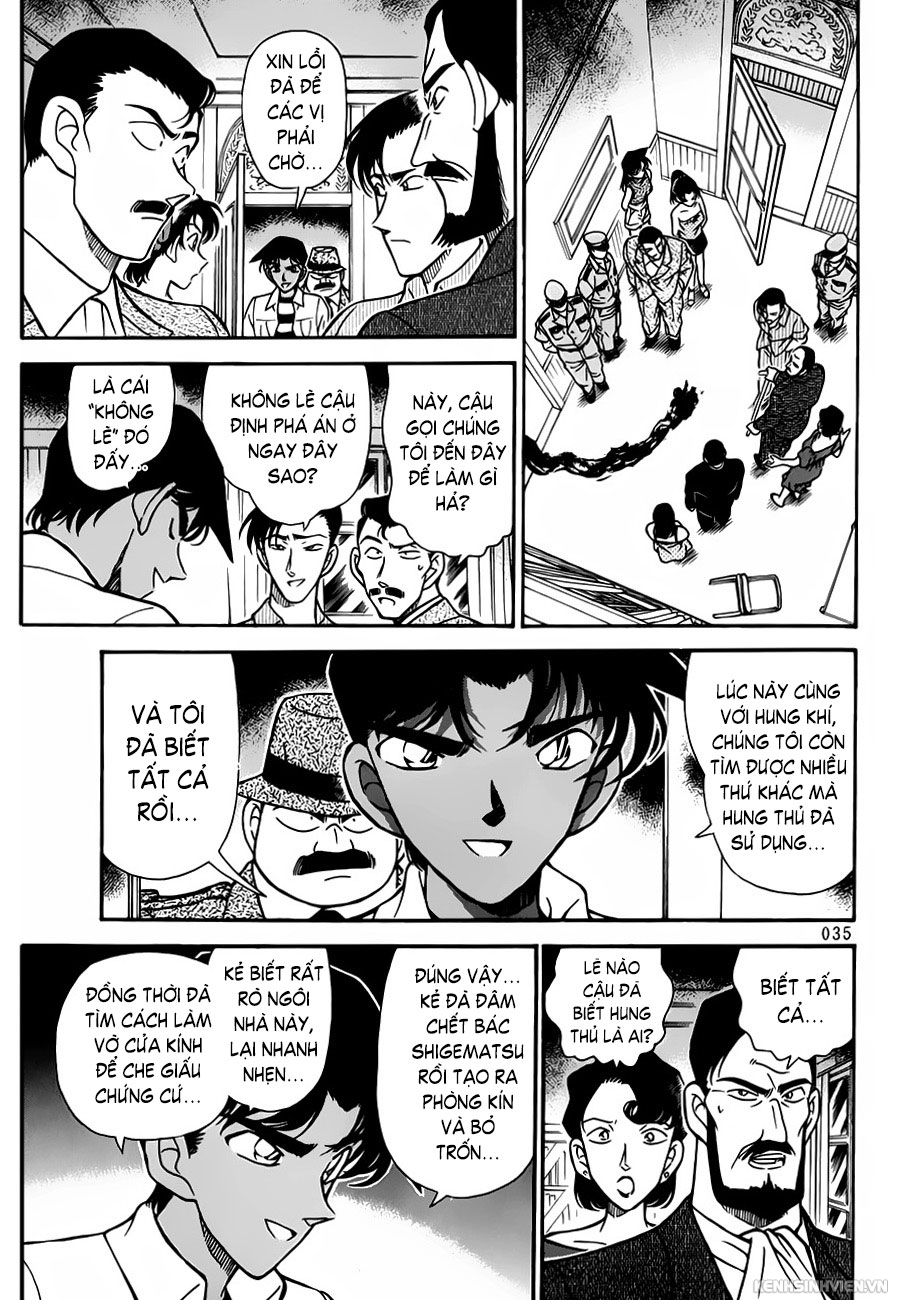 XIN LỖI
ĐÃ ĐỂ
CÁC VỊ
PHẢI
CHỜ...
NÀY, CẬU
GỌI CHÚNG
TÔI ĐẾN ĐÂY
ĐỂ LÀM GÌ
HẢ?
KHÔNG LẼ CẬU
ĐỊNH PHÁ ÁN Ở
NGAY ĐÂY
SAO?
LÀ CÁI
"KHÔNG
LẼ" ĐÓ
ĐẤY...
LÚC NÀY CÙNG
VỚI HUNG KHÍ,
CHÚNG TÔI CÒN
TÌM ĐƯỢC NHIỀU
THỨ KHÁC MÀ
HUNG THỦ ĐÃ
SỬ DỤNG...
VÀ TÔI
ĐÃ BIẾT
TẤT CẢ
RỒI...
035
BIẾT TẤT
CẢ...
LẼ NÀO
CẬU ĐÃ
BIẾT HUNG
THỦ LÀ AI?
ĐÚNG VẬY...
KẺ ĐÃ ĐÂM
CHẾT BÁC
SHIGEMATSU
RỒI TẠO RA
PHÒNG KÍN
VÀ BỎ
TRỐN...
KẺ BIẾT RẤT
RÕ NGÔI
NHÀ NÀY,
LẠI NHANH
NHẸN...
ĐỒNG THỜI ĐÃ
TÌM CÁCH LÀM
VỠ CỬA KÍNH
ĐỂ CHE GIẤU
CHỨNG CỨ...
KENHSINHVIEN.VN